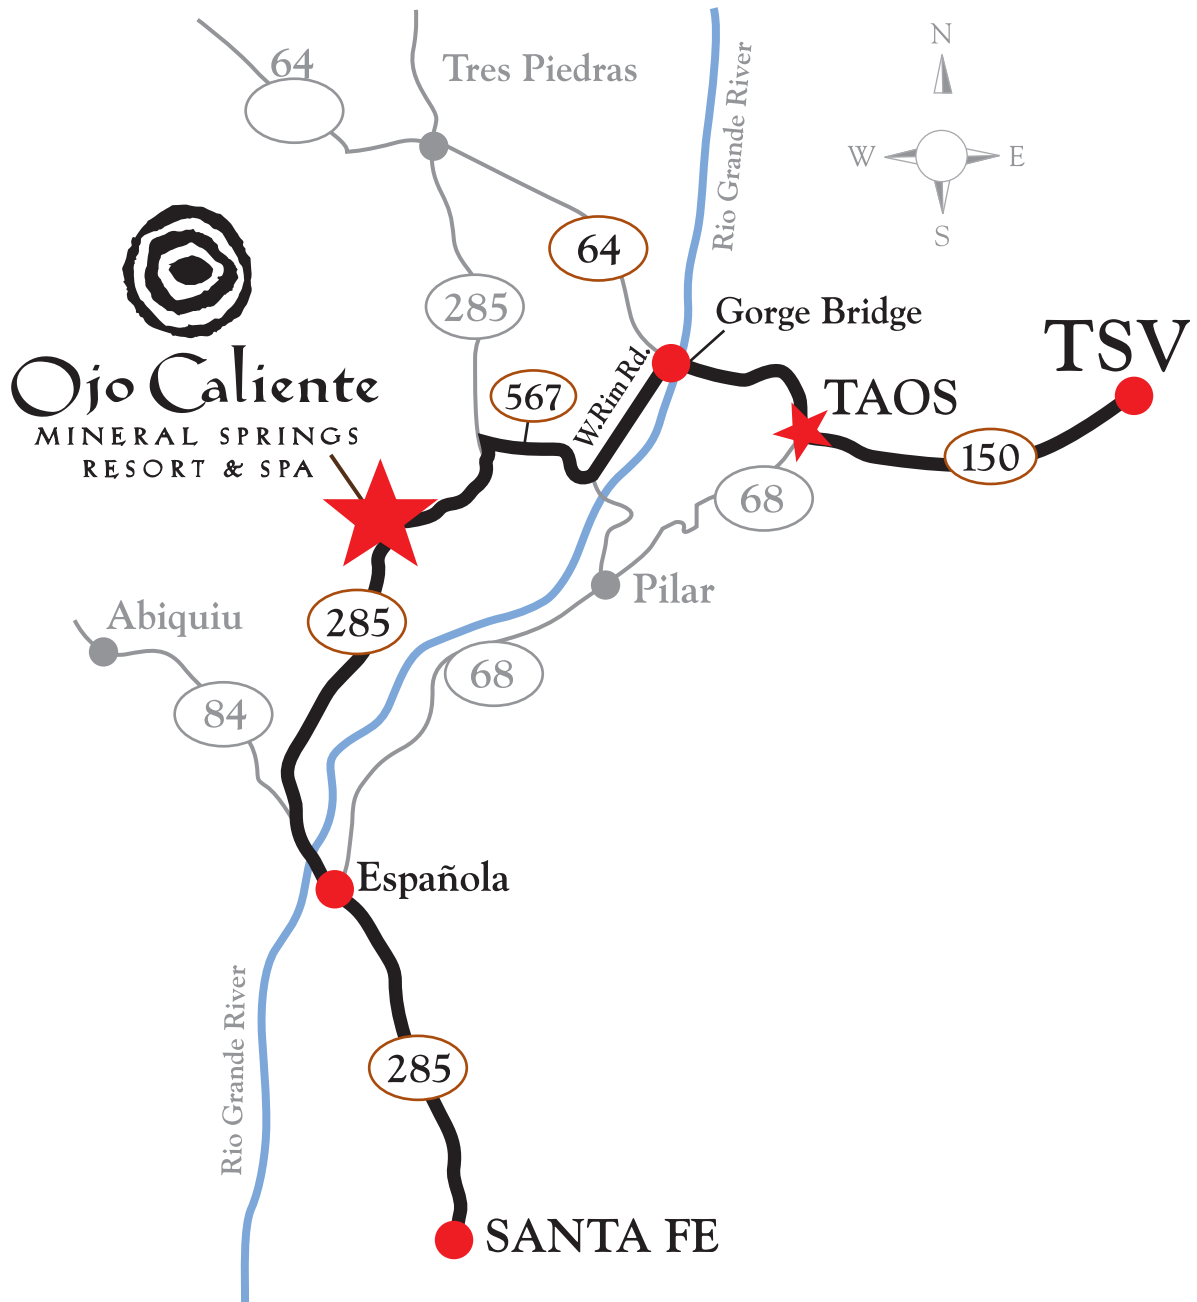 N
64
Tres Piedras
Rio Grande River
W
E
S
64
285
Gorge Bridge
TSV
Ojo Caliente
MINERAL SPRINGS
RESORT & SPA
W.Rim Rd.
567
TAOS
150
68
Pilar
285
Abiquiu
68
84
Española
Rio Grande River
285
SANTA FE